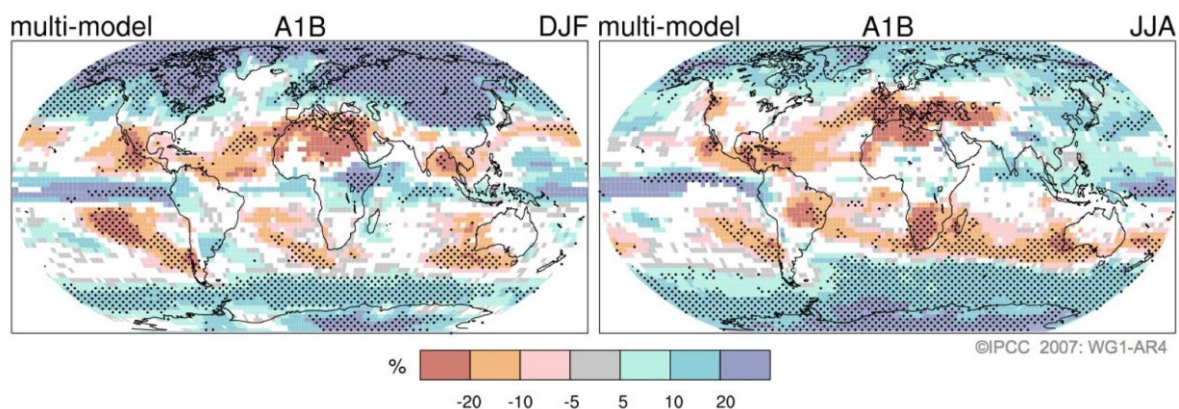 multi-model A1B DJF
multi-model A1B JJA
©IPCC 2007: WG1-AR4
%
-20 -10 -5 5 10 20